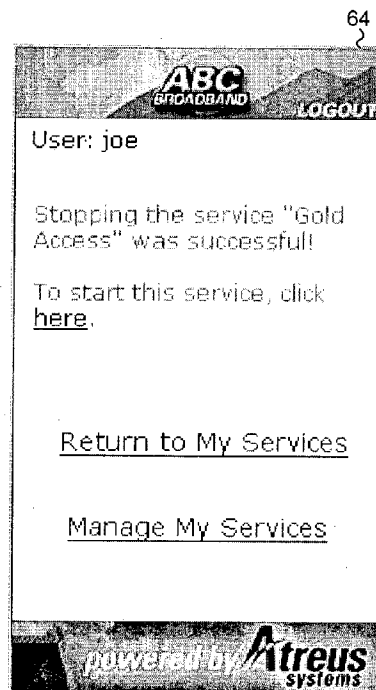 64
ABC
BROADBAND
LOGOUT
User: joe
Stopping the service "Gold
Access" was successful!
To start this service, click
here.
Return to My Services
Manage My Services
powered by Atreus
systems